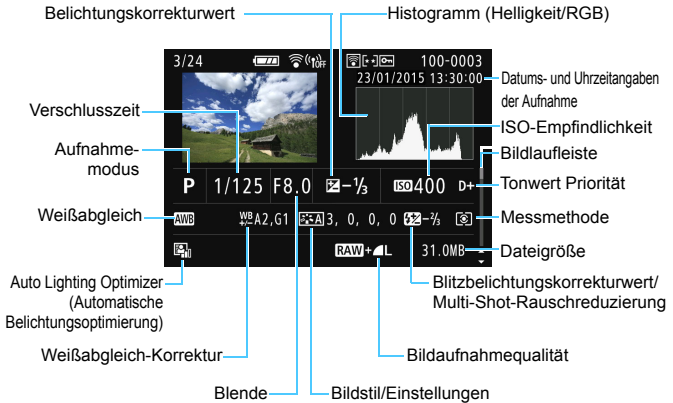 Belichtungskorrekturwert
Histogramm (Helligkeit/RGB)
3/24
OFF
100-0003
23/01/2015 13:30:00
Datums- und Uhrzeitangaben
der Aufnahme
Verschlusszeit
ISO-Empfindlichkeit
Aufnahme-
modus
Bildlaufleiste
P 1/125 F8.0 -⅓ ISO 400 D+
Tonwert Priorität
Weißabgleich
AWB WB +/- A2,G1 A 3, 0, 0, 0 -⅔
Messmethode
RAW+ L 31.0MB
Dateigröße
Auto Lighting Optimizer
(Automatische
Belichtungsoptimierung)
Blitzbelichtungskorrekturwert/
Multi-Shot-Rauschreduzierung
Weißabgleich-Korrektur
Bildaufnahmequalität
Blende
Bildstil/Einstellungen